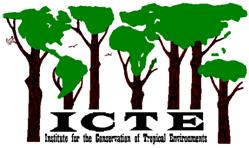 ICTE
Institute for the Conservation of Tropical Environments